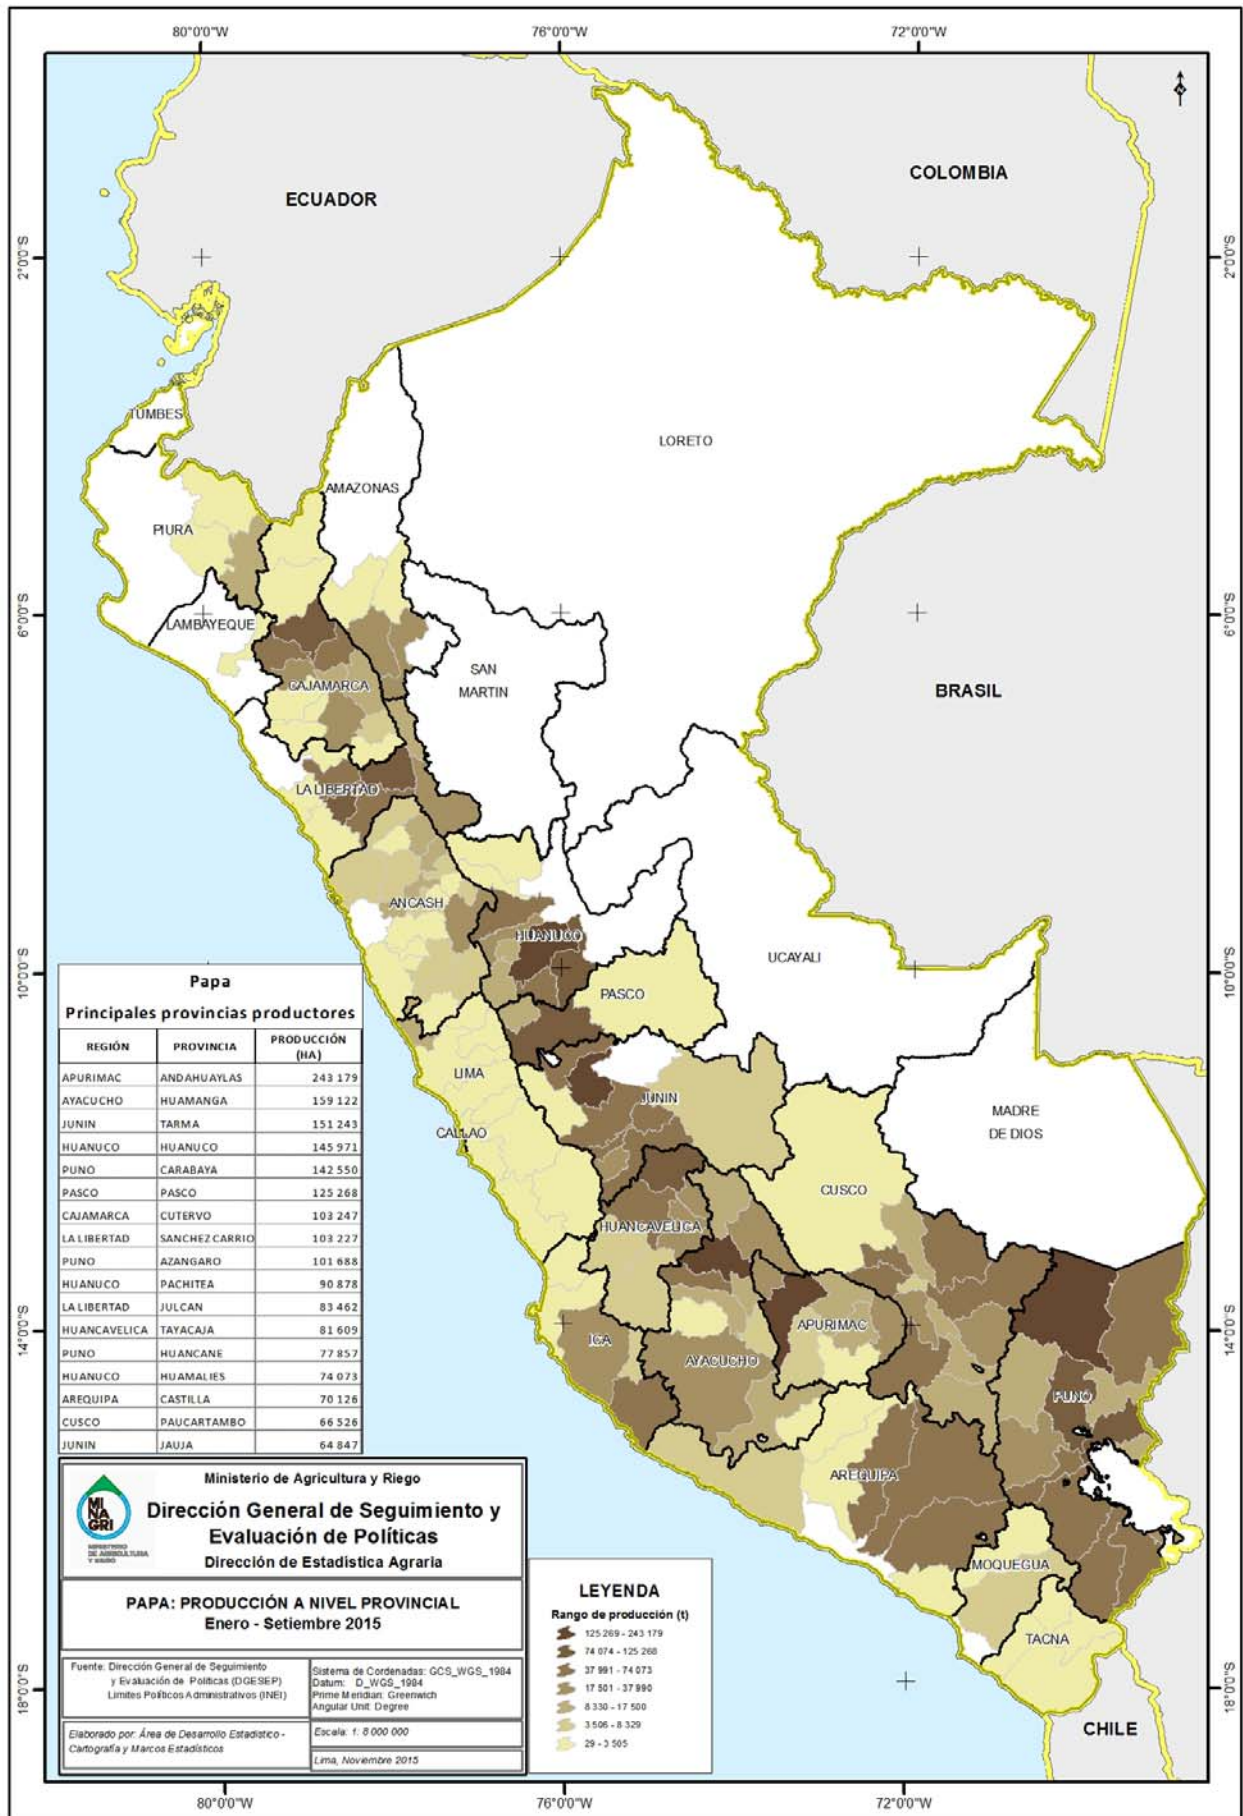 80°0'0"W 76°0'0"W 72°0'0"W
N
COLOMBIA
ECUADOR
2°0'0"S 2°0'0"S
TUMBES
LORETO
AMAZONAS
PIURA
6°0'0"S 6°0'0"S
LAMBAYEQUE
SAN
MARTIN
CAJAMARCA
BRASIL
LA LIBERTAD
ANCASH
HUANUCO
UCAYALI
10°0'0"S 10°0'0"S
PASCO
LIMA
JUNIN
MADRE
DE DIOS
CALLAO
CUSCO
HUANCAVELICA
14°0'0"S 14°0'0"S
ICA
APURIMAC
AYACUCHO
PUNO
AREQUIPA
MOQUEGUA
TACNA
18°0'0"S 18°0'0"S
CHILE
Papa
Principales provincias productores
REGIÓN PROVINCIA PRODUCCIÓN
(HA)
APURIMAC ANDAHUAYLAS 243 179
AYACUCHO HUAMANGA 159 122
JUNIN TARMA 151 243
HUANUCO HUANUCO 145 971
PUNO CARABAYA 142 550
PASCO PASCO 125 268
CAJAMARCA CUTERVO 103 247
LA LIBERTAD SANCHEZ CARRIO 103 227
PUNO AZANGARO 101 688
HUANUCO PACHITEA 90 878
LA LIBERTAD JULCAN 83 462
HUANCAVELICA TAYACAJA 81 609
PUNO HUANCANE 77 857
HUANUCO HUAMALIES 74 073
AREQUIPA CASTILLA 70 126
CUSCO PAUCARTAMBO 66 526
JUNIN JAUJA 64 847
MI
NA
GRI
MINISTERIO
DE AGRICULTURA
Y RIEGO
Ministerio de Agricultura y Riego
Dirección General de Seguimiento y
Evaluación de Políticas
Dirección de Estadística Agraria
PAPA: PRODUCCIÓN A NIVEL PROVINCIAL
Enero - Setiembre 2015
Fuente: Dirección General de Seguimiento
y Evaluación de Políticas (DGESEP)
Limites Políticos Administrativos (INEI)
Sistema de Cordenadas: GCS_WGS_1984
Datum: D_WGS_1984
Prime Meridian: Greenwich
Angular Unit: Degree
Elaborado por: Área de Desarrollo Estadístico -
Cartografía y Marcos Estadísticos
Escala: 1: 8 000 000
Lima, Noviembre 2015
LEYENDA
Rango de producción (t)
125 269 - 243 179
74 074 - 125 268
37 991 - 74 073
17 501 - 37 990
8 330 - 17 500
3 506 - 8 329
29 - 3 505
80°0'0"W 76°0'0"W 72°0'0"W